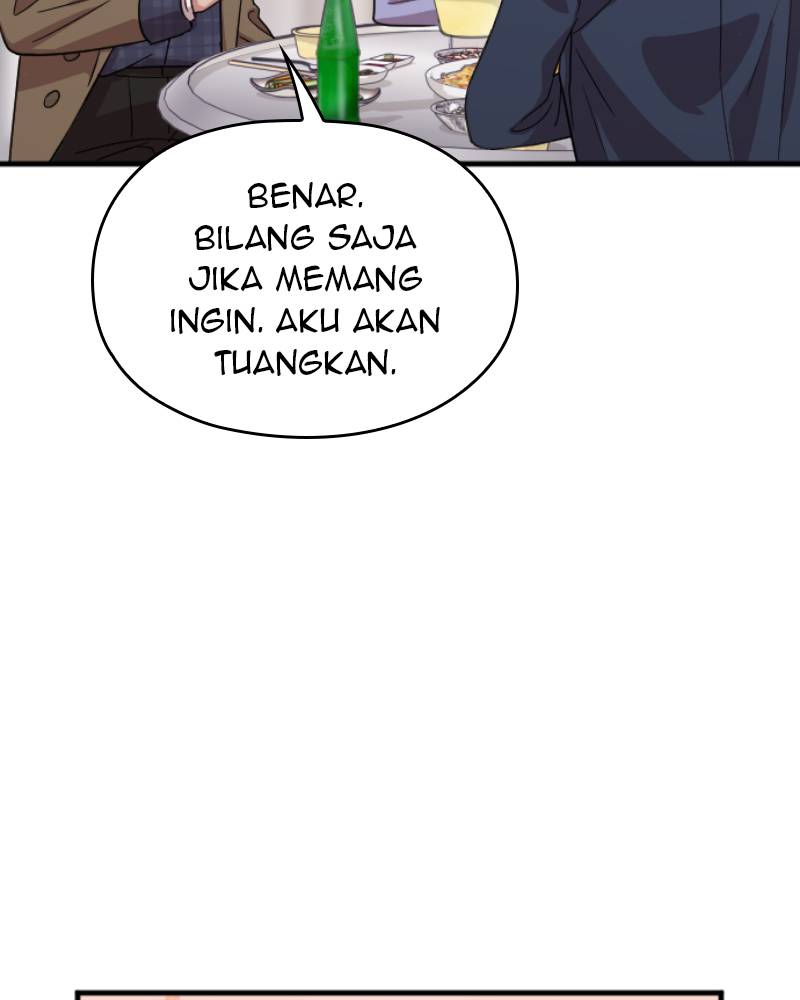 BENAR.
BILANG SAJA
JIKA MEMANG
INGIN. AKU AKAN
TUANGKAN.